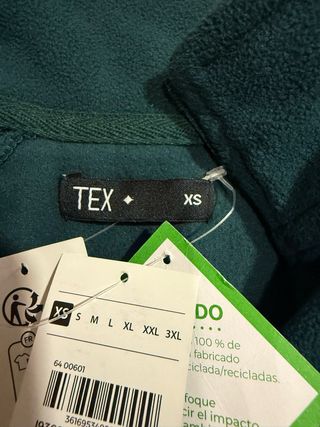 TEX XS
XS S M L XL XXL 3XL
64 00601
DO
100 % de
fabricado
ciclada/recicladas.
foque
cir el impacto